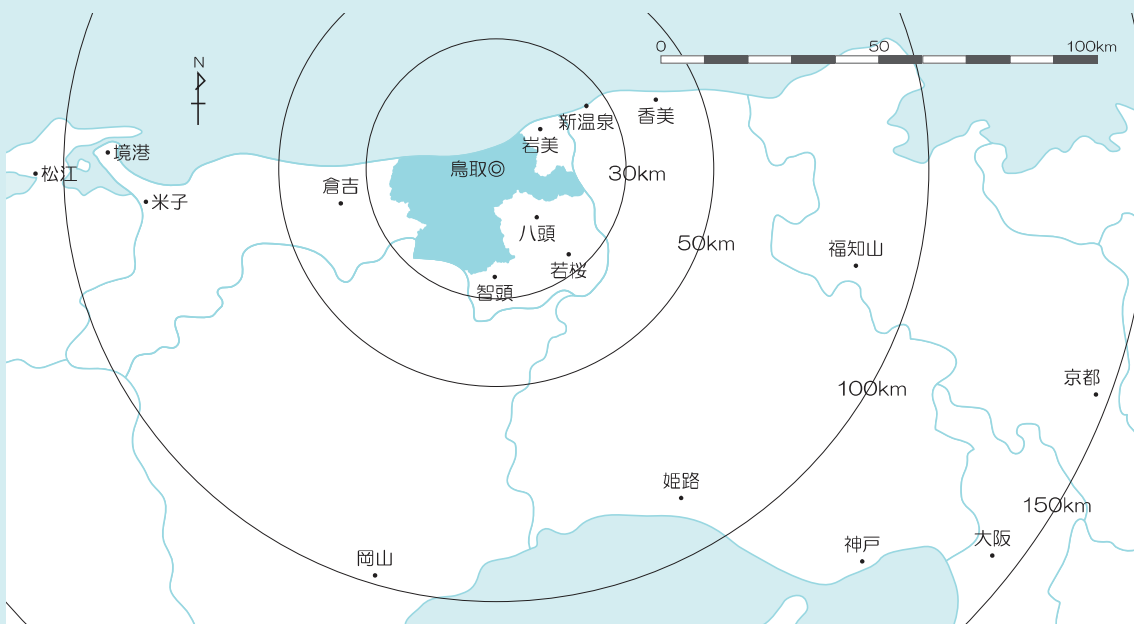 0
50
100km
N
新温泉
香美
岩美
境港
松江
鳥取
30km
倉吉
米子
八頭
50km
福知山
若桜
智頭
京都
100km
姫路
150km
神戸
大阪
岡山